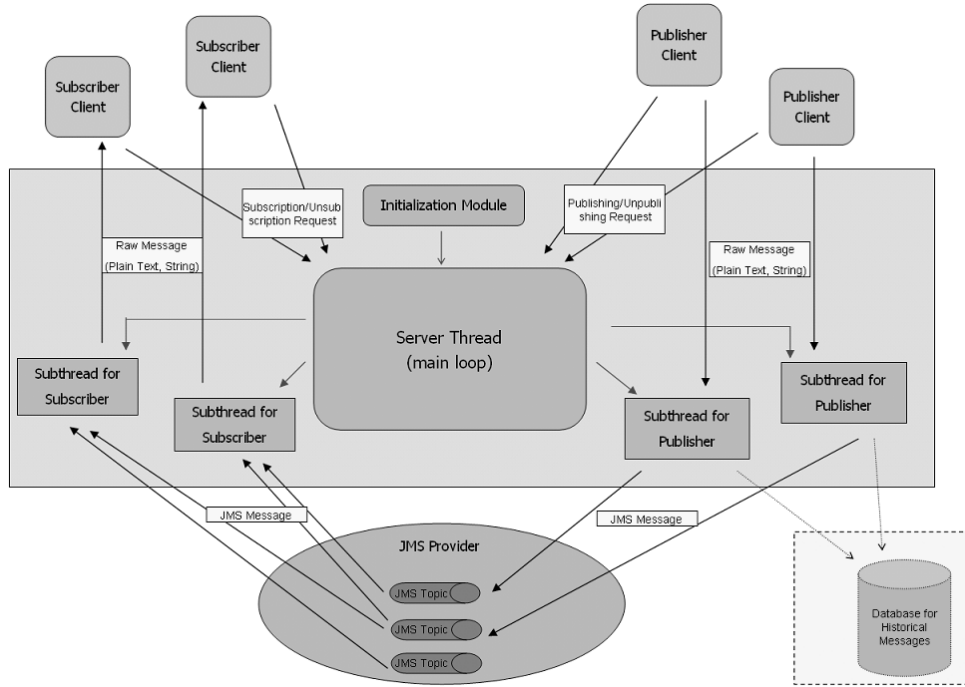 Subscriber
Client
Subscriber
Client
Publisher
Client
Publisher
Client
Subscription/Unsub
scription Request
Initialization Module
Publishing/Unpubli
shing Request
Raw Message
(Plain Text, String)
Raw Message
(Plain Text, String)
Server Thread
(main loop)
Subthread for
Subscriber
Subthread for
Subscriber
Subthread for
Publisher
Subthread for
Publisher
JMS Message
JMS Message
JMS Provider
JMS Topic
JMS Topic
JMS Topic
Database for
Historical
Messages